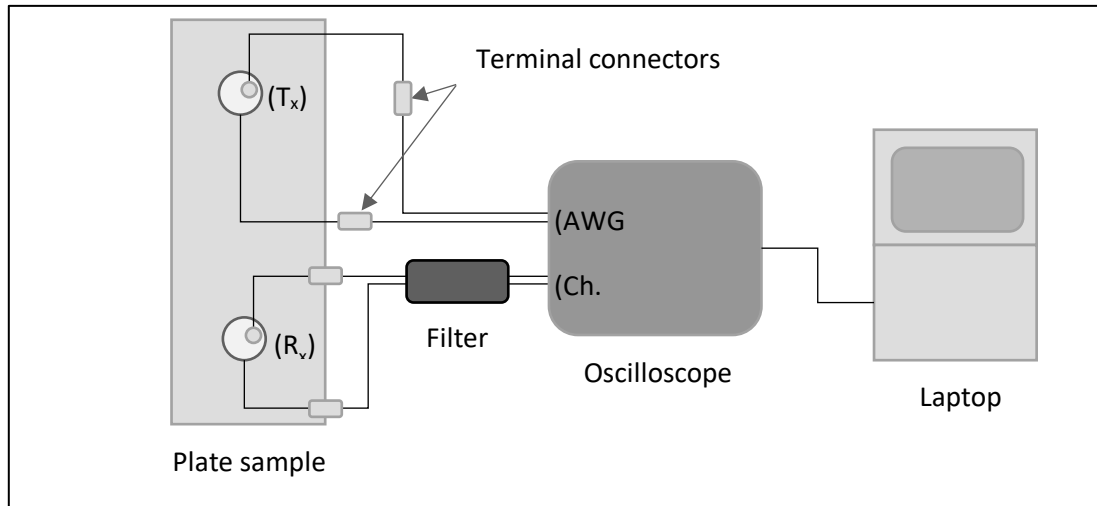 Terminal connectors
(Tₓ)
(AWG
(Ch.
Filter
(Rₓ)
Oscilloscope
Laptop
Plate sample